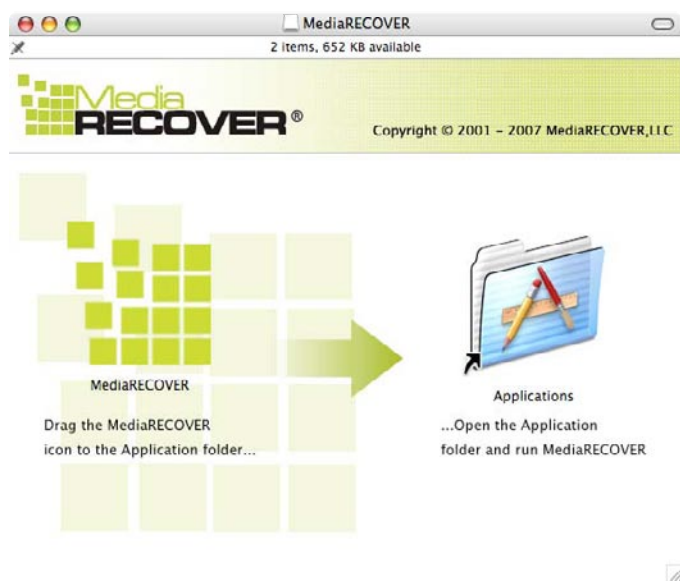 MediaRECOVER
2 items, 652 KB available
Media
RECOVER®
Copyright © 2001 – 2007 MediaRECOVER,LLC
MediaRECOVER
Applications
Drag the MediaRECOVER
icon to the Application folder...
...Open the Application
folder and run MediaRECOVER